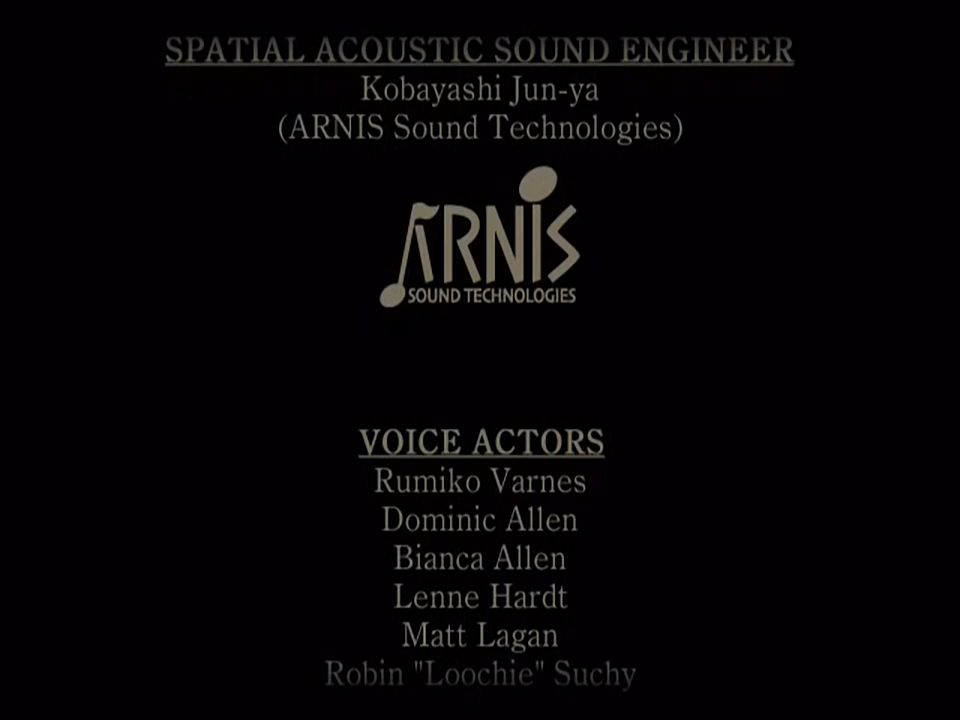 SPATIAL ACOUSTIC SOUND ENGINEER
Kobayashi Jun-ya
(ARNIS Sound Technologies)
ARNIS
SOUND TECHNOLOGIES
VOICE ACTORS
Rumiko Varnes
Dominic Allen
Bianca Allen
Lenne Hardt
Matt Lagan
Robin "Loochie" Suchy